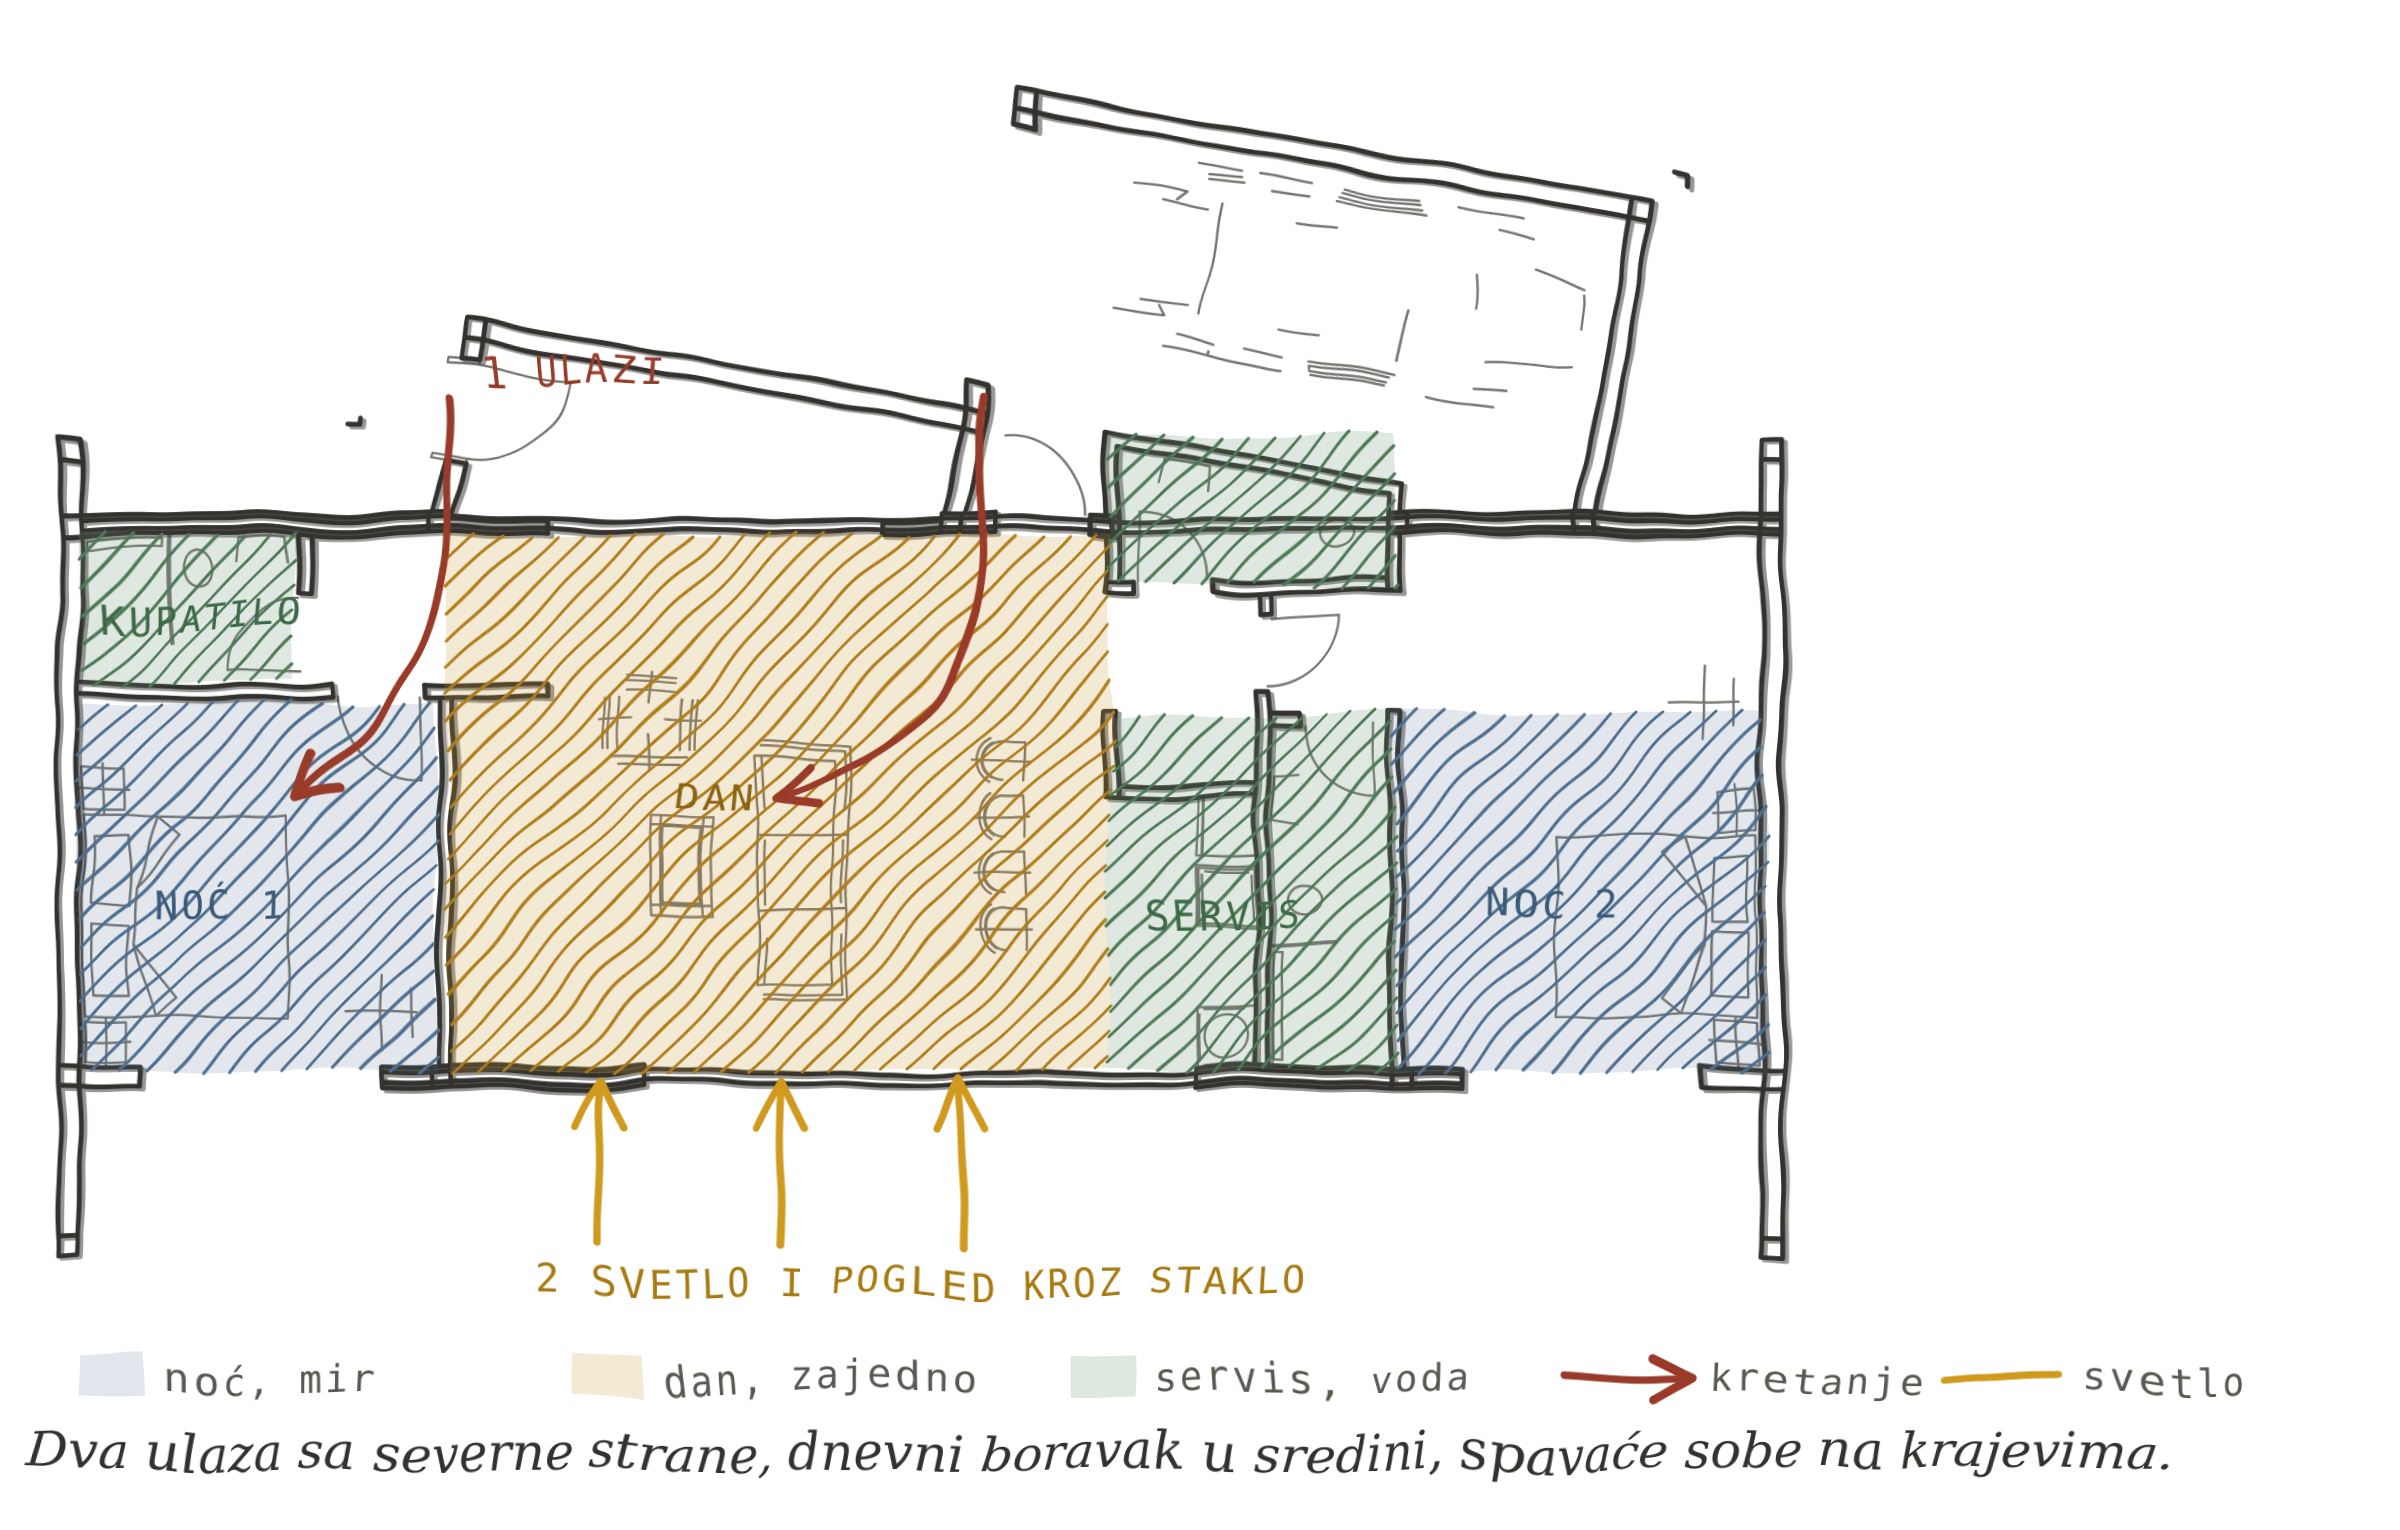 1 ULAZI
KUPATILO
DAN
NOĆ 1
SERVIS
NOĆ 2
2 SVETLO I POGLED KROZ STAKLO
noć, mir
dan, zajedno
servis, voda
kretanje
svetlo
Dva ulaza sa severne strane, dnevni boravak u sredini, spavaće sobe na krajevima.